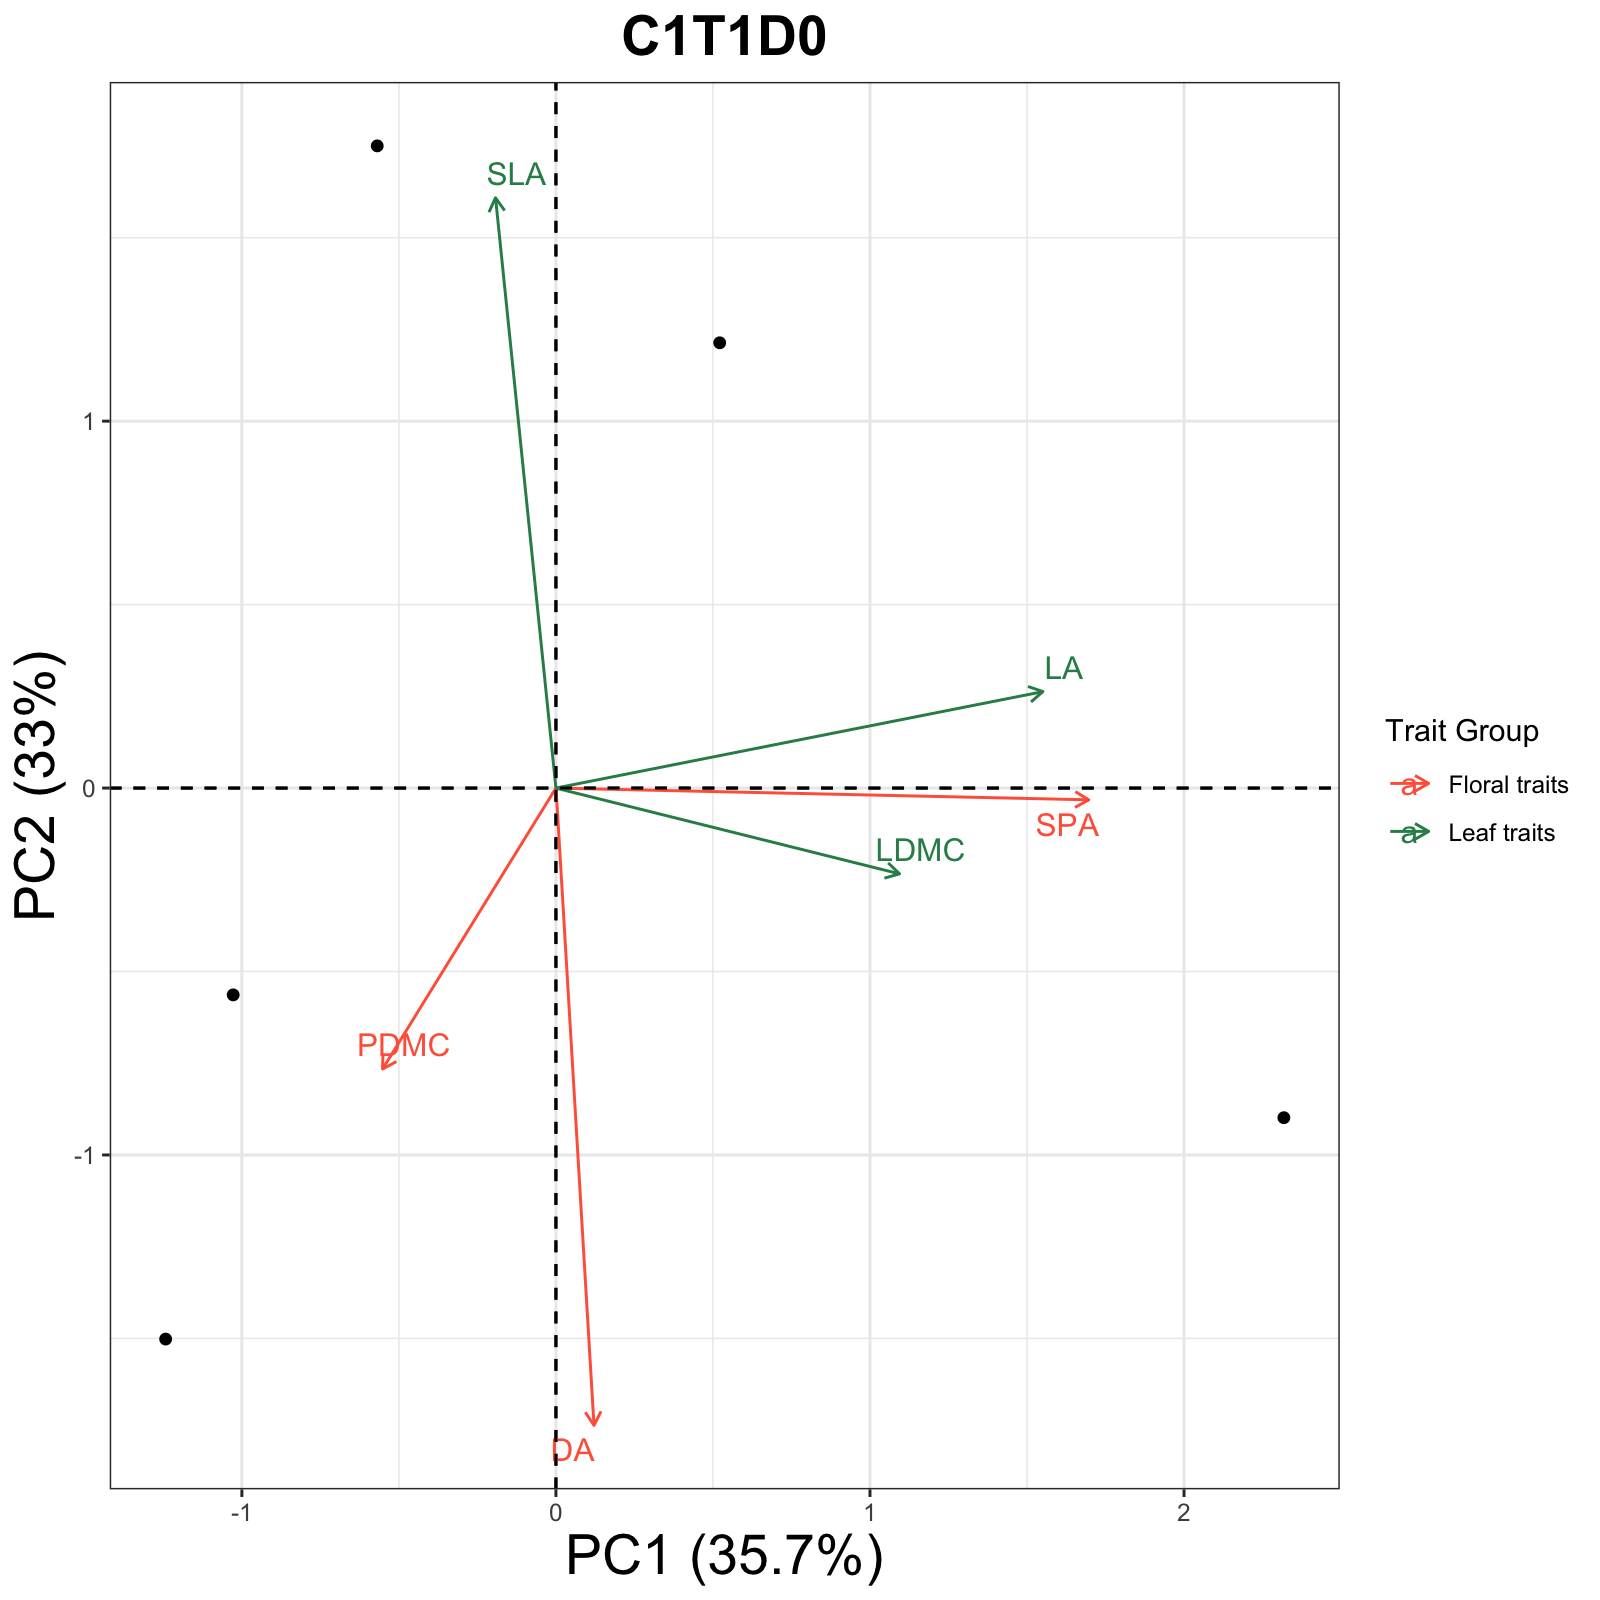 C1T1D0
SLA
1
LA
Trait Group
a Floral traits
0
SPA
a Leaf traits
LDMC
PC2 (33%)
PDMC
-1
DA
-1 0 1 2
PC1 (35.7%)